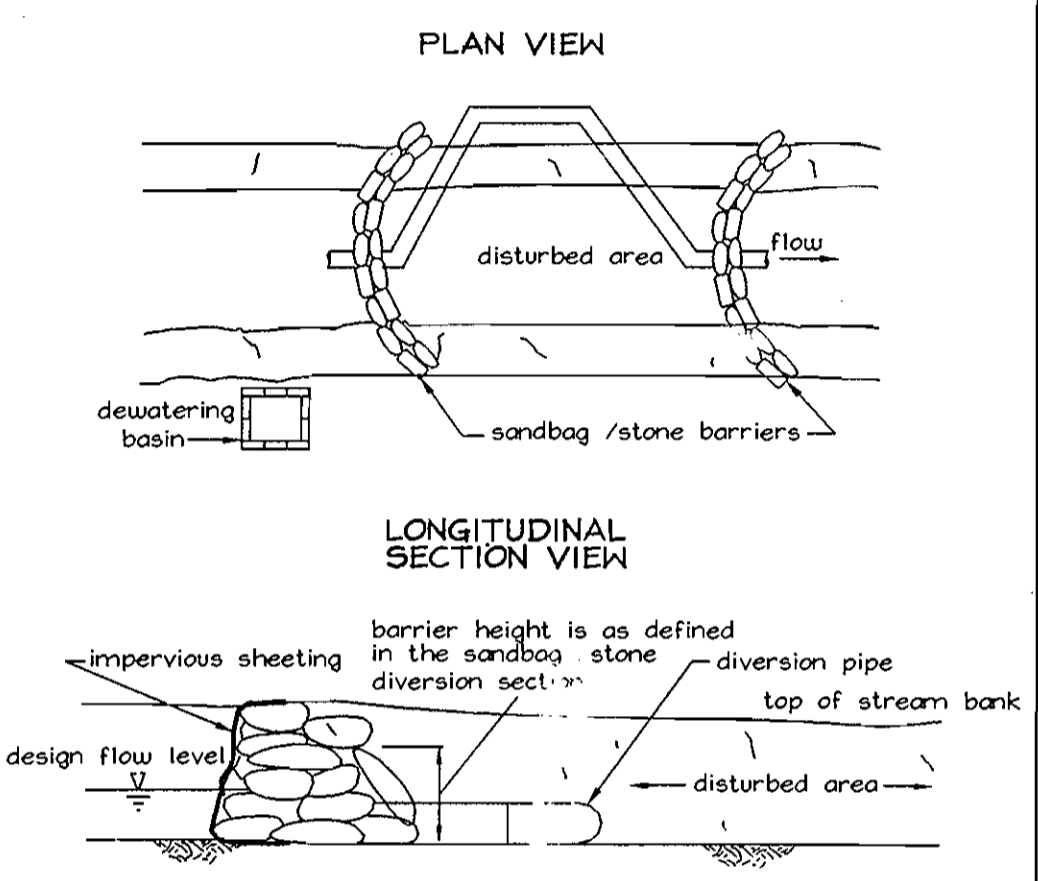 PLAN VIEW
disturbed area
flow
dewatering
basin
sandbag /stone barriers
LONGITUDINAL
SECTION VIEW
barrier height is as defined
in the sandbag stone
diversion
impervious sheeting
diversion pipe
top of stream bank
design flow level
disturbed area